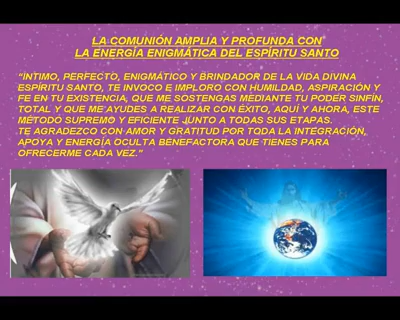 LA COMUNIÓN AMPLIA Y PROFUNDA CON
LA ENERGÍA ENIGMÁTICA DEL ESPÍRITU SANTO
"ÍNTIMO, PERFECTO, ENIGMÁTICO Y BRINDADOR DE LA VIDA DIVINA
ESPÍRITU SANTO, TE INVOCO E IMPLORO CON HUMILDAD, ASPIRACIÓN Y
FE EN TU EXISTENCIA, QUE ME SOSTENGAS MEDIANTE TU PODER SINFÍN,
TOTAL Y QUE ME AYUDES A REALIZAR CON ÉXITO, AQUÍ Y AHORA, ESTE
MÉTODO SUPREMO Y EFICIENTE JUNTO A TODAS SUS ETAPAS.
TE AGRADEZCO CON AMOR Y GRATITUD POR TODA LA INTEGRACIÓN,
APOYA Y ENERGÍA OCULTA BENEFACTORA QUE TIENES PARA
OFRECERME CADA VEZ."